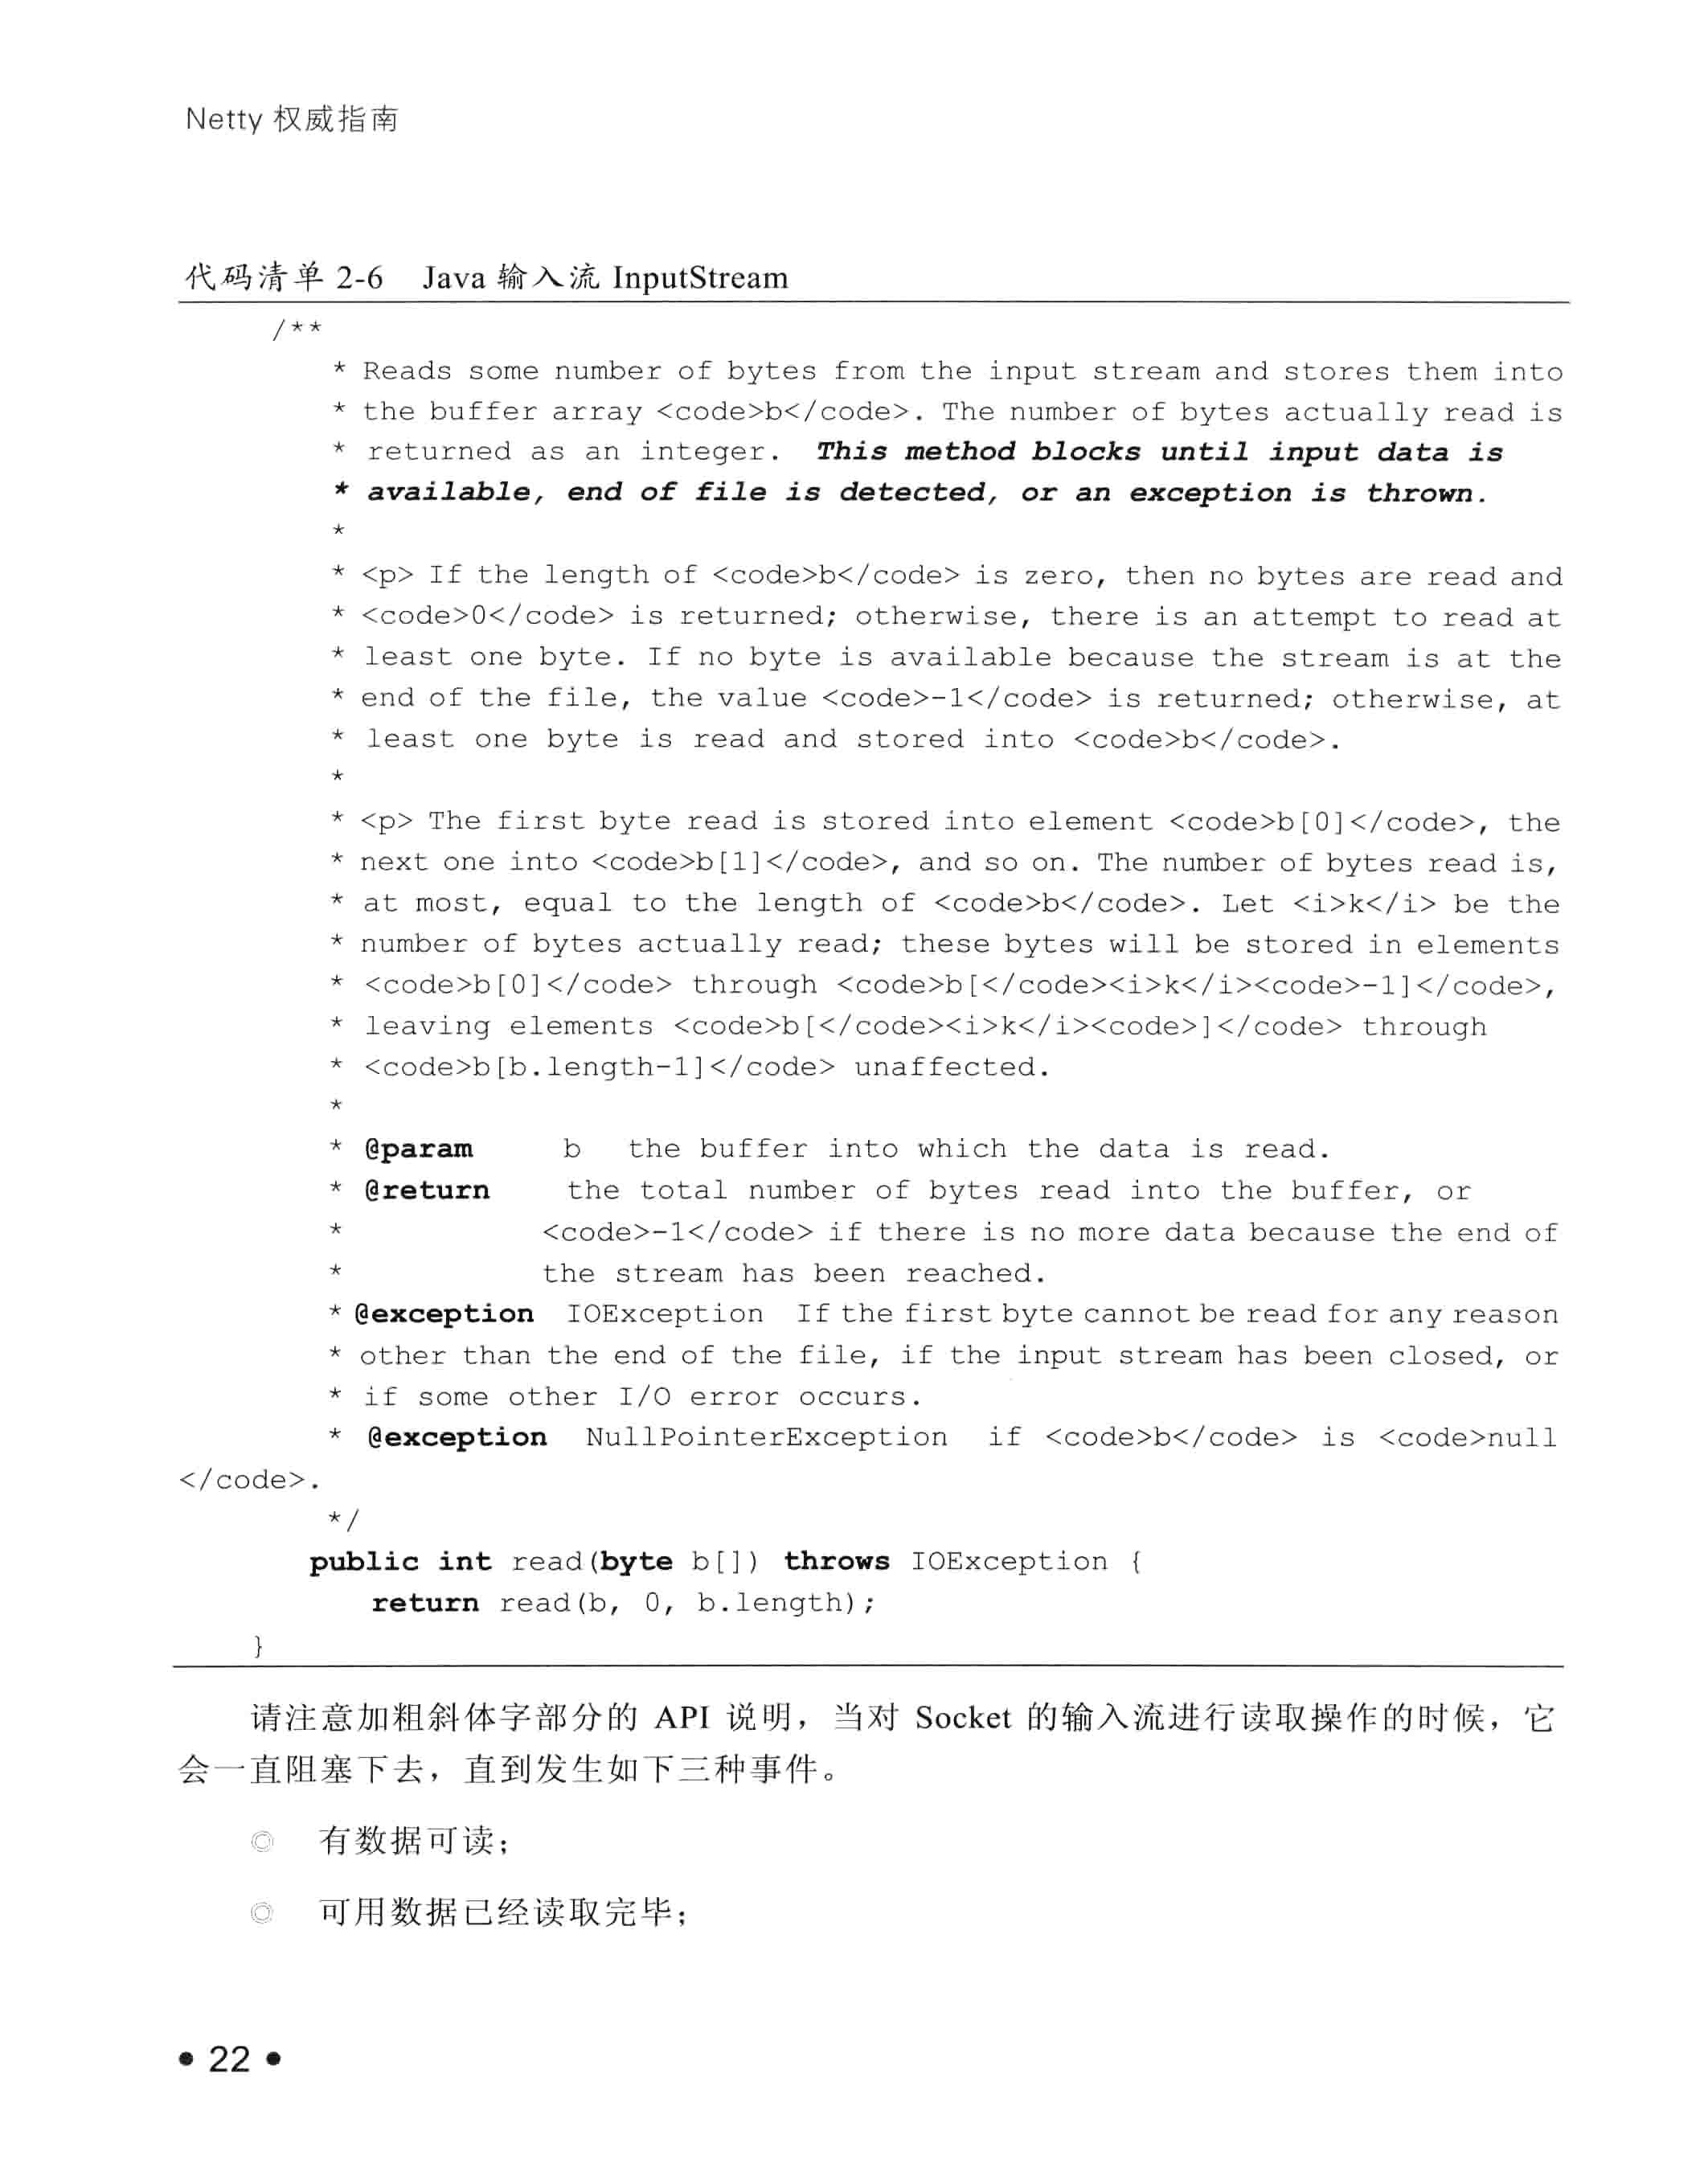 Netty 权威指南
代码清单 2-6 Java 输入流 InputStream
/**
* Reads some number of bytes from the input stream and stores them into
* the buffer array <code>b</code>. The number of bytes actually read is
* returned as an integer. This method blocks until input data is
* available, end of file is detected, or an exception is thrown.
*
* <p> If the length of <code>b</code> is zero, then no bytes are read and
* <code>0</code> is returned; otherwise, there is an attempt to read at
* least one byte. If no byte is available because the stream is at the
* end of the file, the value <code>-1</code> is returned; otherwise, at
* least one byte is read and stored into <code>b</code>.
*
* <p> The first byte read is stored into element <code>b[0]</code>, the
* next one into <code>b[1]</code>, and so on. The number of bytes read is,
* at most, equal to the length of <code>b</code>. Let <i>k</i> be the
* number of bytes actually read; these bytes will be stored in elements
* <code>b[0]</code> through <code>b[</code><i>k</i><code>-1]</code>,
* leaving elements <code>b[</code><i>k</i><code>]</code> through
* <code>b[b.length-1]</code> unaffected.
*
* @param b the buffer into which the data is read.
* @return the total number of bytes read into the buffer, or
* <code>-1</code> if there is no more data because the end of
* the stream has been reached.
* @exception IOException If the first byte cannot be read for any reason
* other than the end of the file, if the input stream has been closed, or
* if some other I/O error occurs.
* @exception NullPointerException if <code>b</code> is <code>null
</code>.
*/
public int read(byte b[]) throws IOException {
return read(b, 0, b.length);
}
请注意加粗斜体字部分的 API 说明，当对 Socket 的输入流进行读取操作的时候，它
会一直阻塞下去，直到发生如下三种事件。
◎ 有数据可读；
◎ 可用数据已经读取完毕；
• 22 •